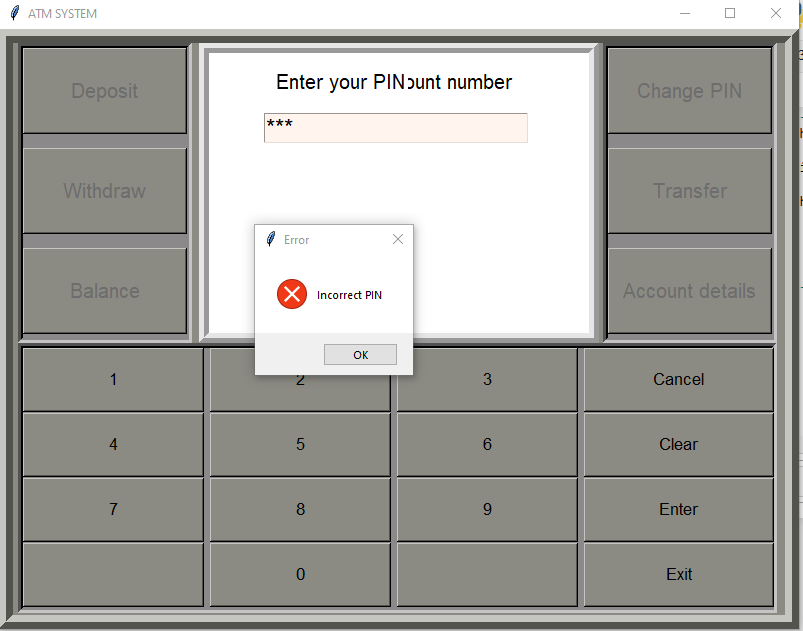 ATM SYSTEM
Deposit
Enter your PINount number
Change PIN
***
Withdraw
Transfer
Error
Incorrect PIN
OK
Balance
Account details
1
2
3
Cancel
4
5
6
Clear
7
8
9
Enter
0
Exit